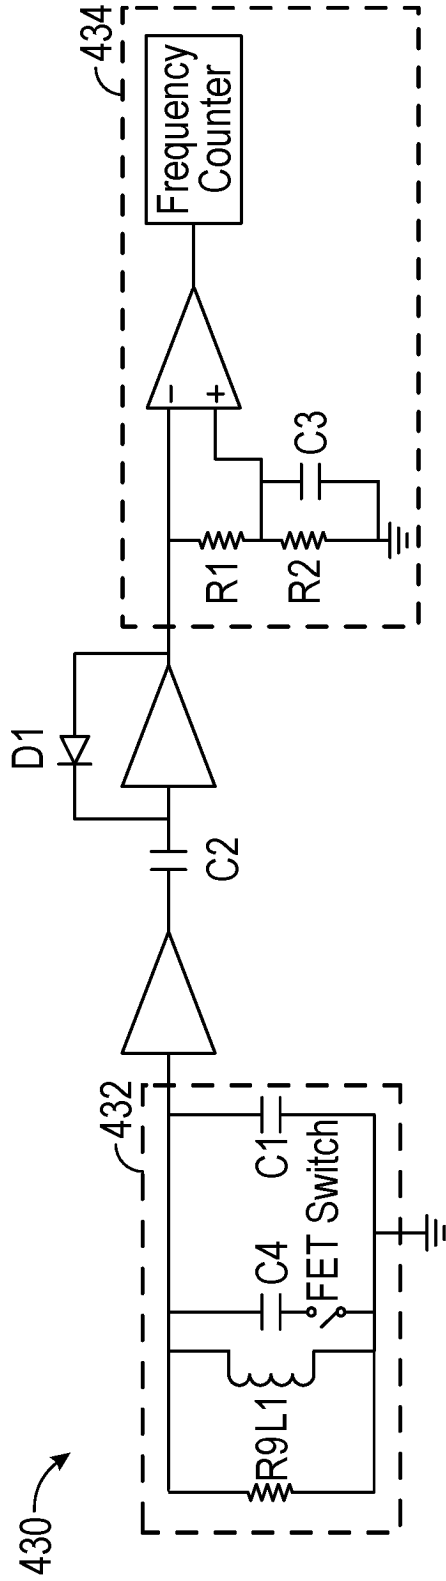 430
432
R9
L1
C4
FET Switch
C1
C2
D1
434
R1
R2
C3
−
+
Frequency
Counter